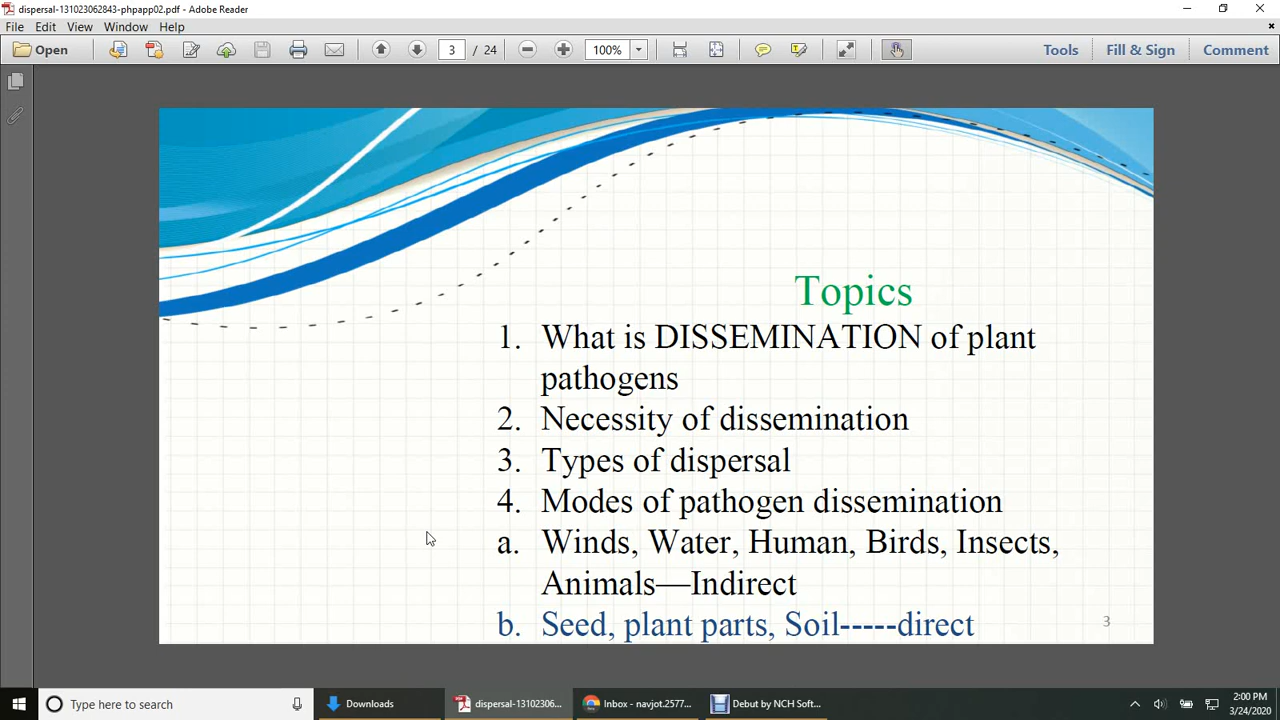 dispersal-131023062843-phpapp02.pdf - Adobe Reader
File Edit View Window Help
Open 3 / 24 100% Tools Fill & Sign Comment
Topics
1. What is DISSEMINATION of plant
pathogens
2. Necessity of dissemination
3. Types of dispersal
4. Modes of pathogen dissemination
a. Winds, Water, Human, Birds, Insects,
Animals—Indirect
b. Seed, plant parts, Soil-----direct
3
Type here to search Downloads dispersal-13102306... Inbox - navjot.2577... Debut by NCH Soft... 2:00 PM
3/24/2020